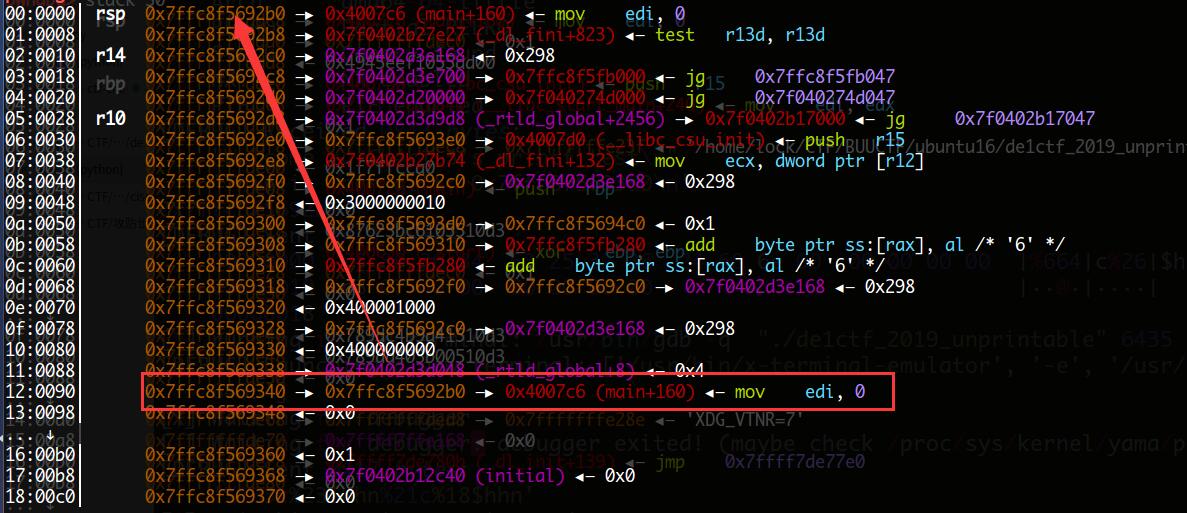 00:0000 rsp 0x7ffc8f5692b0 —▸ 0x4007c6 (main+160) ◂— mov edi, 0
01:0008 0x7ffc8f5692b8 —▸ 0x7f0402b27e27 (_dl_fini+823) ◂— test r13d, r13d
02:0010 r14 0x7ffc8f5692c0 —▸ 0x7f0402d3e168 ◂— 0x298
03:0018 0x7ffc8f5692c8 —▸ 0x7f0402d3e700 —▸ 0x7ffc8f5fb000 ◂— jg 0x7ffc8f5fb047
04:0020 0x7ffc8f5692d0 —▸ 0x7f0402d20000 —▸ 0x7f040274d000 ◂— jg 0x7f040274d047
05:0028 r10 0x7ffc8f5692d8 —▸ 0x7f0402d3d9d8 (_rtld_global+2456) —▸ 0x7f0402b17000 ◂— jg 0x7f0402b17047
06:0030 0x7ffc8f5692e0 —▸ 0x7ffc8f5693e0 —▸ 0x4007d0 (__libc_csu_init) ◂— push r15
07:0038 0x7ffc8f5692e8 —▸ 0x7f0402b27b74 (_dl_fini+132) ◂— mov ecx, dword ptr [r12]
08:0040 0x7ffc8f5692f0 —▸ 0x7ffc8f5692c0 —▸ 0x7f0402d3e168 ◂— 0x298
09:0048 0x7ffc8f5692f8 ◂— 0x3000000010
0a:0050 0x7ffc8f569300 —▸ 0x7ffc8f5693d0 —▸ 0x7ffc8f5694c0 ◂— 0x1
0b:0058 0x7ffc8f569308 —▸ 0x7ffc8f569310 —▸ 0x7ffc8f5fb280 ◂— add byte ptr ss:[rax], al /* '6' */
0c:0060 0x7ffc8f569310 —▸ 0x7ffc8f5fb280 ◂— add byte ptr ss:[rax], al /* '6' */
0d:0068 0x7ffc8f569318 —▸ 0x7ffc8f5692c0 —▸ 0x7f0402d3e168 ◂— 0x298
0e:0070 0x7ffc8f569320 ◂— 0x400001000
0f:0078 0x7ffc8f569328 —▸ 0x7ffc8f5692c0 —▸ 0x7f0402d3e168 ◂— 0x298
10:0080 0x7ffc8f569330 ◂— 0x400000000
11:0088 0x7ffc8f569338 —▸ 0x7f0402d3d048 (_rtld_global+8) ◂— 0x4
12:0090 0x7ffc8f569340 —▸ 0x7ffc8f5692b0 —▸ 0x4007c6 (main+160) ◂— mov edi, 0
13:0098 0x7ffc8f569348 ◂— 0x0
... ↓
16:00b0 0x7ffc8f569360 ◂— 0x1
17:00b8 0x7ffc8f569368 —▸ 0x7f0402b12c40 (initial) ◂— 0x0
18:00c0 0x7ffc8f569370 ◂— 0x0